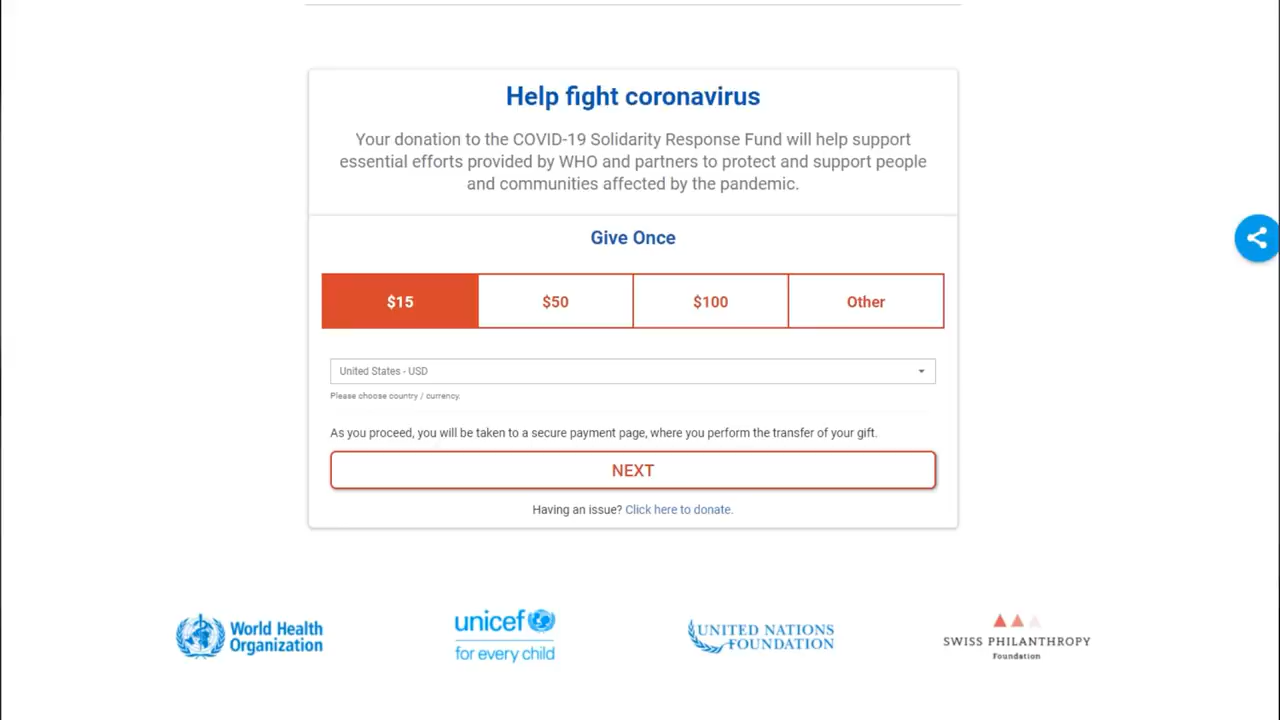 Help fight coronavirus
Your donation to the COVID-19 Solidarity Response Fund will help support
essential efforts provided by WHO and partners to protect and support people
and communities affected by the pandemic.
Give Once
$15 $50 $100 Other
United States - USD
Please choose country / currency.
As you proceed, you will be taken to a secure payment page, where you perform the transfer of your gift.
NEXT
Having an issue? Click here to donate.
World Health
Organization
unicef
for every child
UNITED NATIONS
FOUNDATION
SWISS PHILANTHROPY
Foundation